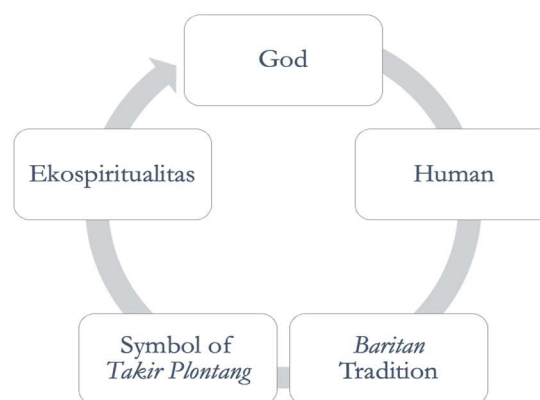 God
Human
Baritan
Tradition
Symbol of
Takir Plontang
Ekospiritualitas